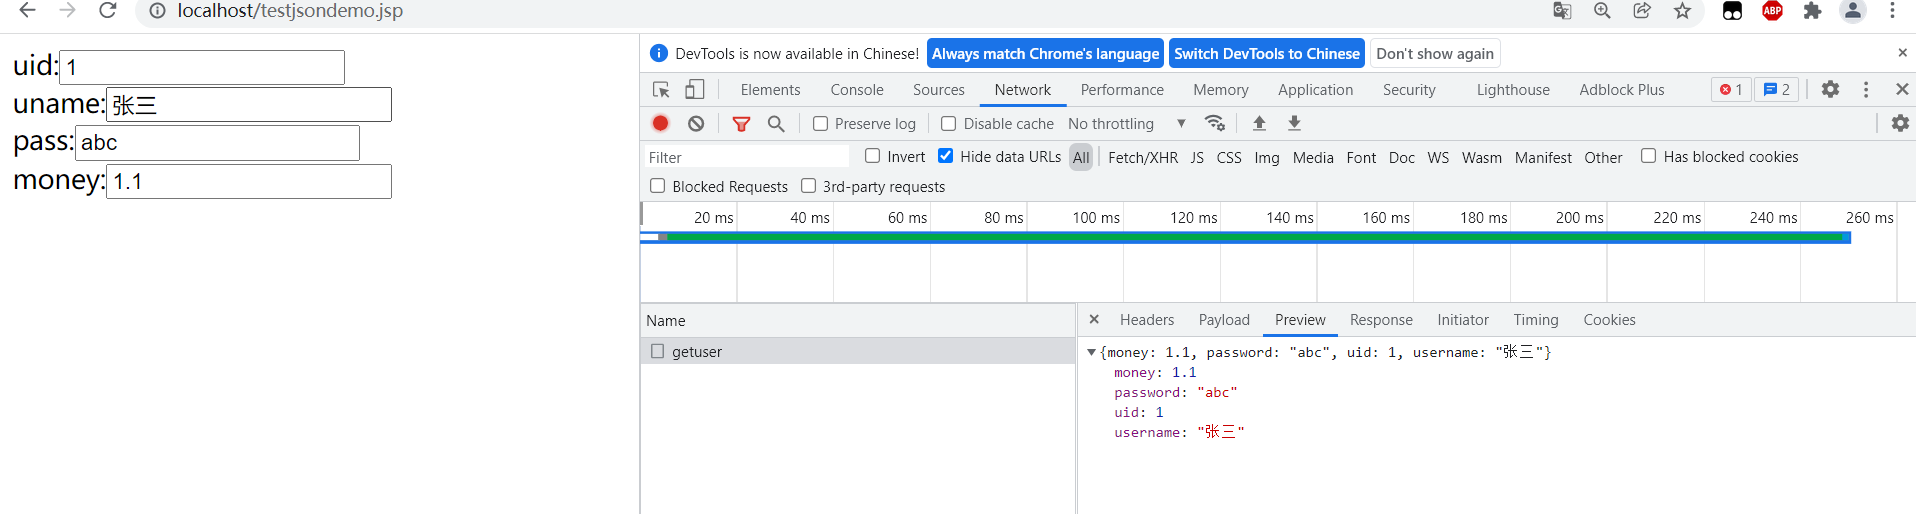 localhost/testjsondemo.jsp
ABP
uid: 1
uname: 张三
pass: abc
money: 1.1
DevTools is now available in Chinese! Always match Chrome's language Switch DevTools to Chinese Don't show again
Elements Console Sources Network Performance Memory Application Security Lighthouse Adblock Plus 1 2
Preserve log Disable cache No throttling
Filter Invert Hide data URLs All Fetch/XHR JS CSS Img Media Font Doc WS Wasm Manifest Other Has blocked cookies
Blocked Requests 3rd-party requests
20 ms 40 ms 60 ms 80 ms 100 ms 120 ms 140 ms 160 ms 180 ms 200 ms 220 ms 240 ms 260 ms
Name
getuser
Headers Payload Preview Response Initiator Timing Cookies
{money: 1.1, password: "abc", uid: 1, username: "张三"}
money: 1.1
password: "abc"
uid: 1
username: "张三"